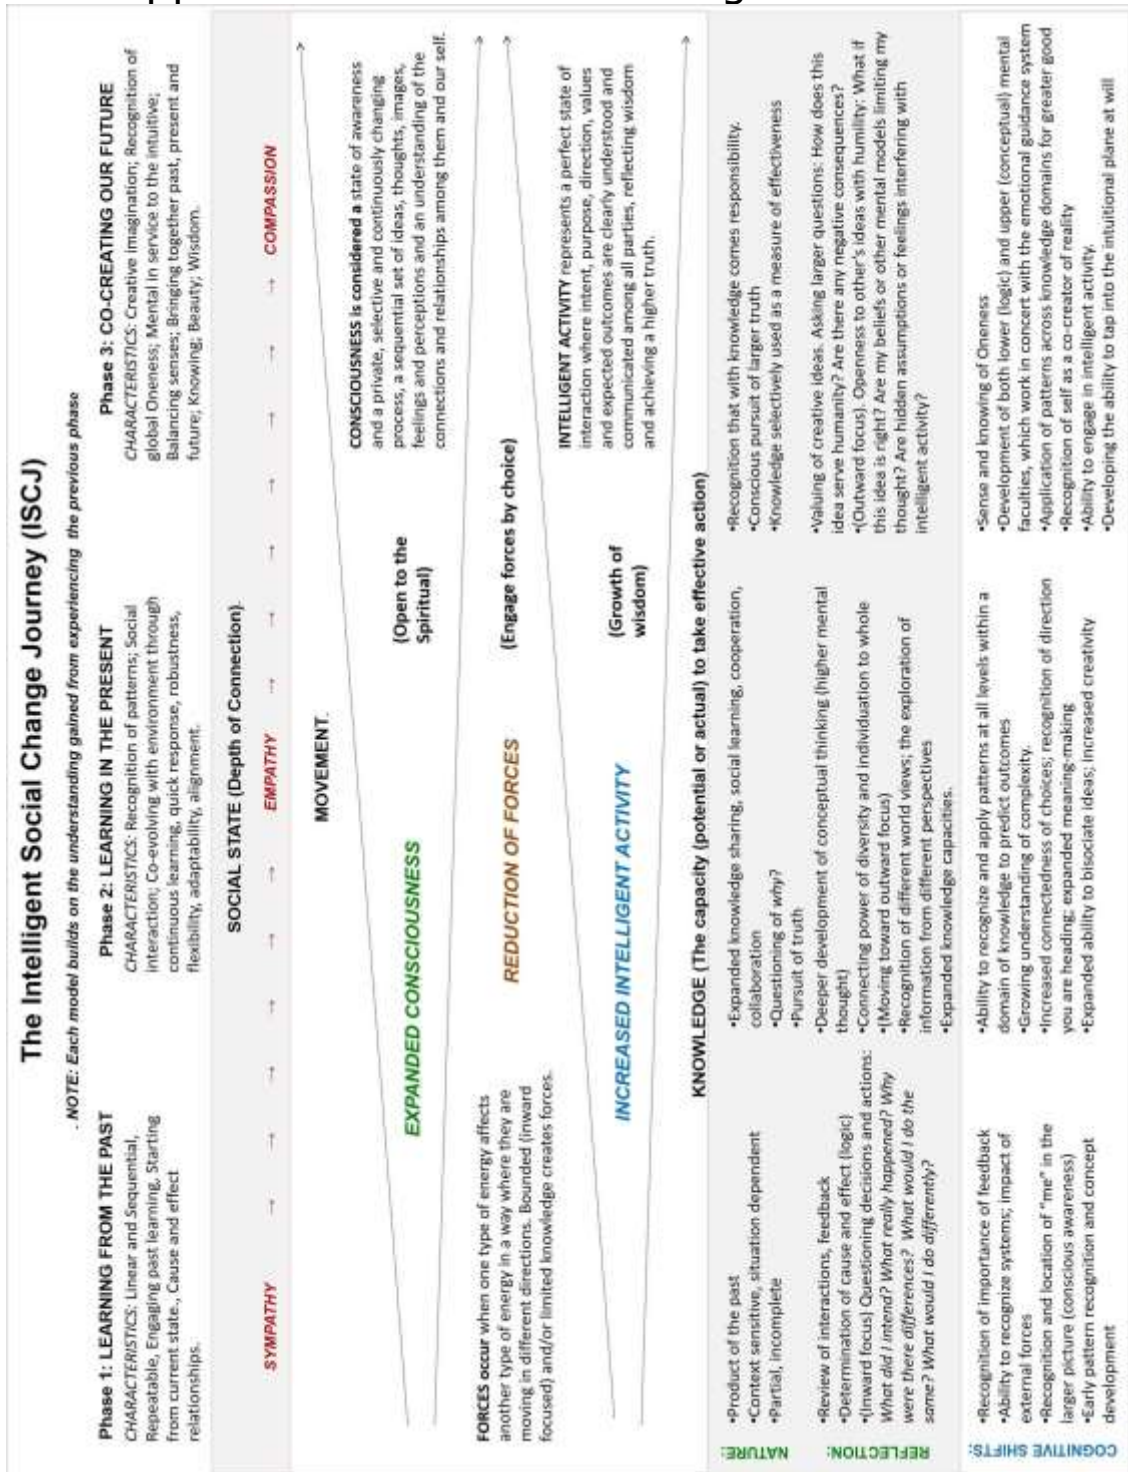 The Intelligent Social Change Journey (ISCJ)
. NOTE: Each model builds on the understanding gained from experiencing the previous phase
Phase 1: LEARNING FROM THE PAST
CHARACTERISTICS: Linear and Sequential,
Repeatable, Engaging past learning, Starting
from current state., Cause and effect
relationships.
Phase 2: LEARNING IN THE PRESENT
CHARACTERISTICS: Recognition of patterns; Social
interaction; Co-evolving with environment through
continuous learning, quick response, robustness,
flexibility, adaptability, alignment.
Phase 3: CO-CREATING OUR FUTURE
CHARACTERISTICS: Creative Imagination; Recognition of
global Oneness; Mental in service to the intuitive;
Balancing senses; Bringing together past, present and
future; Knowing; Beauty; Wisdom.
SOCIAL STATE (Depth of Connection).
SYMPATHY → → → → → EMPATHY → → → → → COMPASSION
MOVEMENT.
EXPANDED CONSCIOUSNESS
(Open to the
Spiritual)
CONSCIOUSNESS is considered a state of awareness
and a private, selective and continuously changing
process, a sequential set of ideas, thoughts, images,
feelings and perceptions and an understanding of the
connections and relationships among them and our self.
FORCES occur when one type of energy affects
another type of energy in a way where they are
moving in different directions. Bounded (inward
focused) and/or limited knowledge creates forces.
REDUCTION OF FORCES
(Engage forces by choice)
INCREASED INTELLIGENT ACTIVITY
(Growth of
wisdom)
INTELLIGENT ACTIVITY represents a perfect state of
interaction where intent, purpose, direction, values
and expected outcomes are clearly understood and
communicated among all parties, reflecting wisdom
and achieving a higher truth.
KNOWLEDGE (The capacity (potential or actual) to take effective action)
NATURE:
•Product of the past
•Context sensitive, situation dependent
•Partial, incomplete
•Expanded knowledge sharing, social learning, cooperation,
collaboration
•Questioning of why?
•Pursuit of truth
•Recognition that with knowledge comes responsibility.
•Conscious pursuit of larger truth
•Knowledge selectively used as a measure of effectiveness
REFLECTION:
•Review of interactions, feedback
•Determination of cause and effect (logic)
•(Inward focus) Questioning decisions and actions:
What did I intend? What really happened? Why
were there differences? What would I do the
same? What would I do differently?
•Deeper development of conceptual thinking (higher mental
thought)
•Connecting power of diversity and individuation to whole
•(Moving toward outward focus)
•Recognition of different world views; the exploration of
information from different perspectives
•Expanded knowledge capacities.
•Valuing of creative ideas. Asking larger questions: How does this
idea serve humanity? Are there any negative consequences?
•(Outward focus). Openness to other's ideas with humility: What if
this idea is right? Are my beliefs or other mental models limiting my
thought? Are hidden assumptions or feelings interfering with
intelligent activity?
COGNITIVE SHIFTS:
•Recognition of importance of feedback
•Ability to recognize systems; impact of
external forces
•Recognition and location of "me" in the
larger picture (conscious awareness)
•Early pattern recognition and concept
development
•Ability to recognize and apply patterns at all levels within a
domain of knowledge to predict outcomes
•Growing understanding of complexity.
•Increased connectedness of choices; recognition of direction
you are heading; expanded meaning-making
•Expanded ability to bisociate ideas; increased creativity
•Sense and knowing of Oneness
•Development of both lower (logic) and upper (conceptual) mental
faculties, which work in concert with the emotional guidance system
•Application of patterns across knowledge domains for greater good
•Recognition of self as a co-creator of reality
•Ability to engage in intelligent activity.
•Developing the ability to tap into the intuitional plane at will